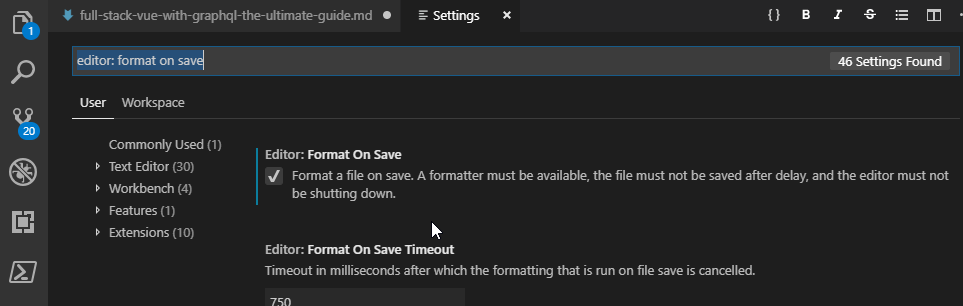 full-stack-vue-with-graphql-the-ultimate-guide.md
Settings
{ } B I S
1
editor: format on save
46 Settings Found
User Workspace
20
Commonly Used (1)
Text Editor (30)
Workbench (4)
Features (1)
Extensions (10)
Editor: Format On Save
Format a file on save. A formatter must be available, the file must not be saved after delay, and the editor must not
be shutting down.
Editor: Format On Save Timeout
Timeout in milliseconds after which the formatting that is run on file save is cancelled.
750